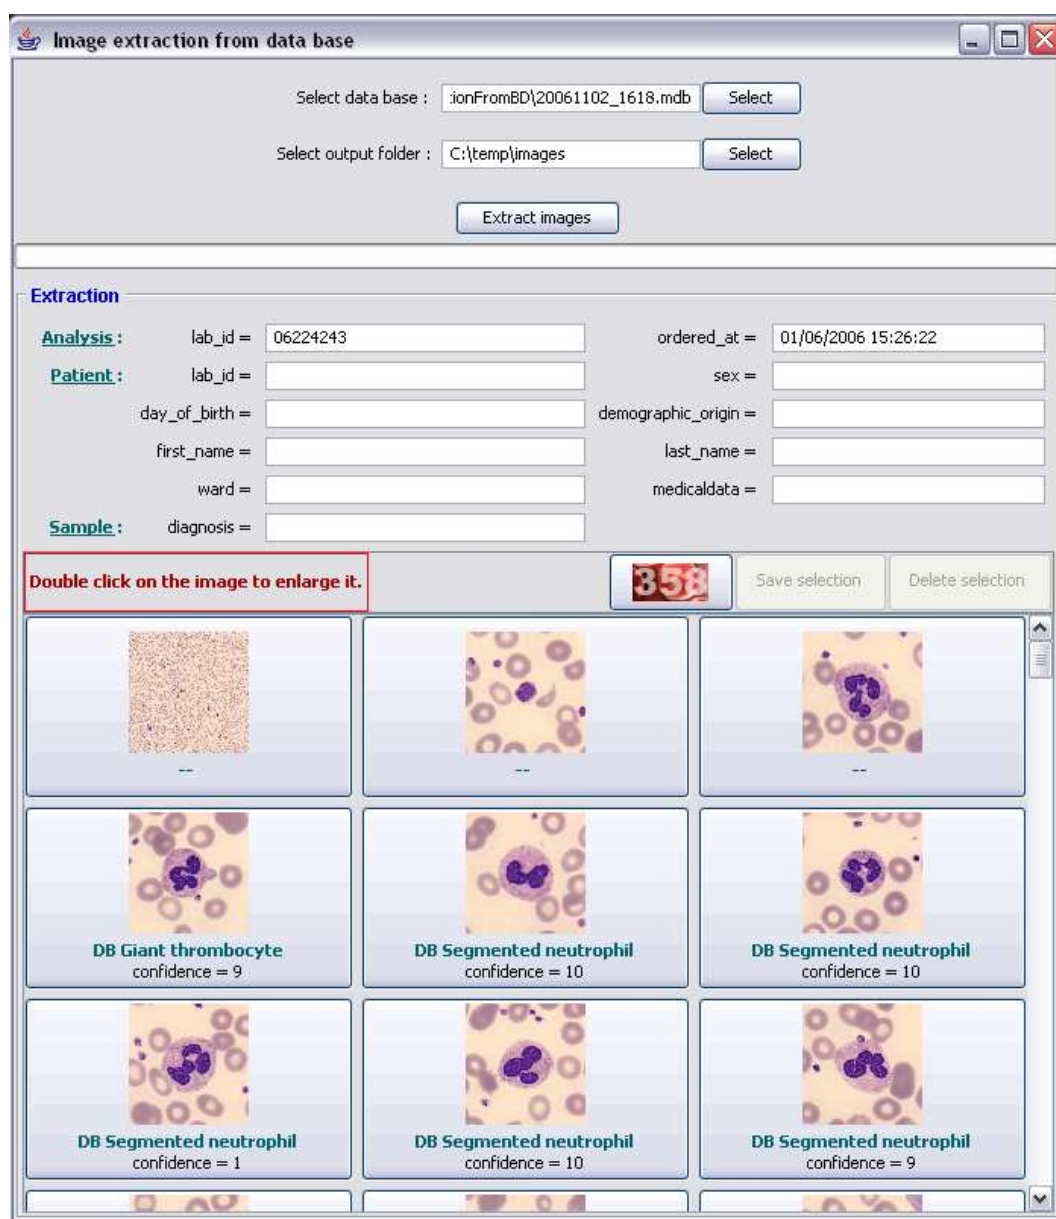 Image extraction from data base
Select data base : :ionFromBD\20061102_1618.mdb Select
Select output folder : C:\temp\images Select
Extract images
Extraction
Analysis : lab_id = 06224243 ordered_at = 01/06/2006 15:26:22
Patient : lab_id = sex =
day_of_birth = demographic_origin =
first_name = last_name =
ward = medicaldata =
Sample : diagnosis =
Double click on the image to enlarge it. 358 Save selection Delete selection
-- -- --
DB Giant thrombocyte DB Segmented neutrophil DB Segmented neutrophil
confidence = 9 confidence = 10 confidence = 10
DB Segmented neutrophil DB Segmented neutrophil DB Segmented neutrophil
confidence = 1 confidence = 10 confidence = 9